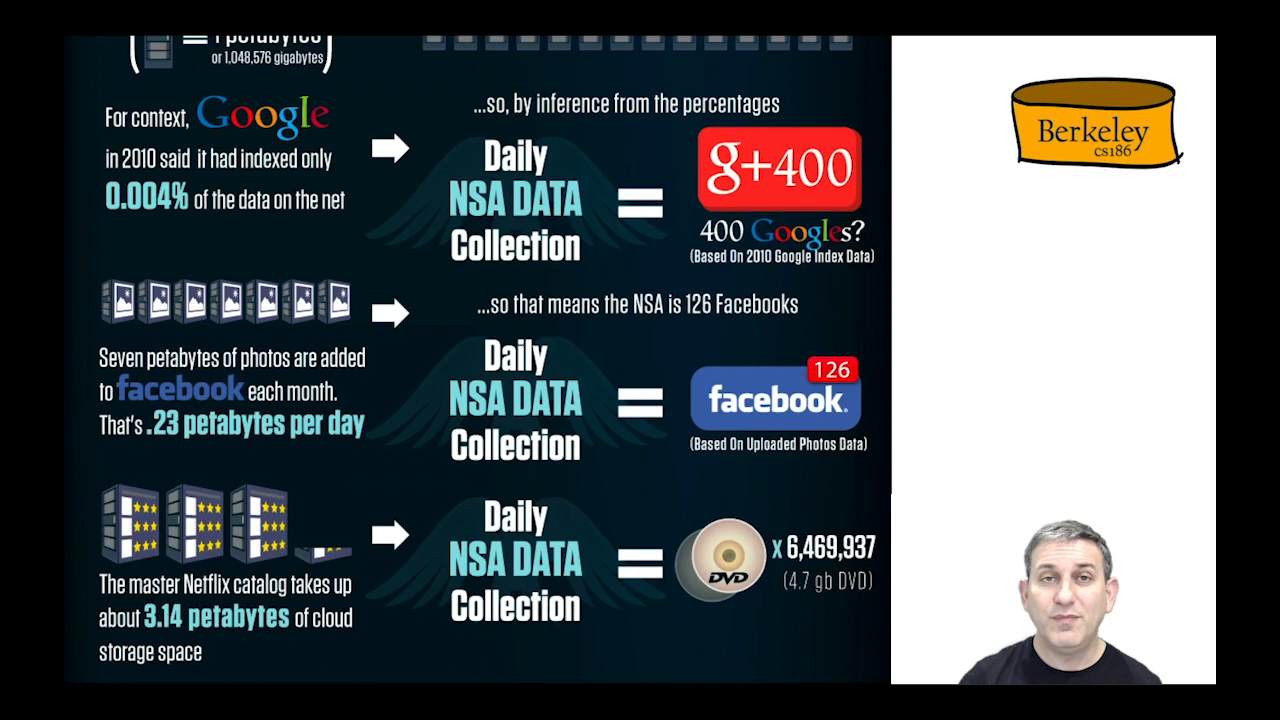 or 1,048,576 gigabytes
For context, Google
in 2010 said it had indexed only
0.004% of the data on the net
...so, by inference from the percentages
Daily
NSA DATA
Collection
=
g+400
400 Googles?
(Based On 2010 Google Index Data)
Seven petabytes of photos are added
to facebook each month.
That's .23 petabytes per day
...so that means the NSA is 126 Facebooks
Daily
NSA DATA
Collection
=
126
facebook.
(Based On Uploaded Photos Data)
The master Netflix catalog takes up
about 3.14 petabytes of cloud
storage space
Daily
NSA DATA
Collection
=
DVD
x 6,469,937
(4.7 gb DVD)
Berkeley
cs186